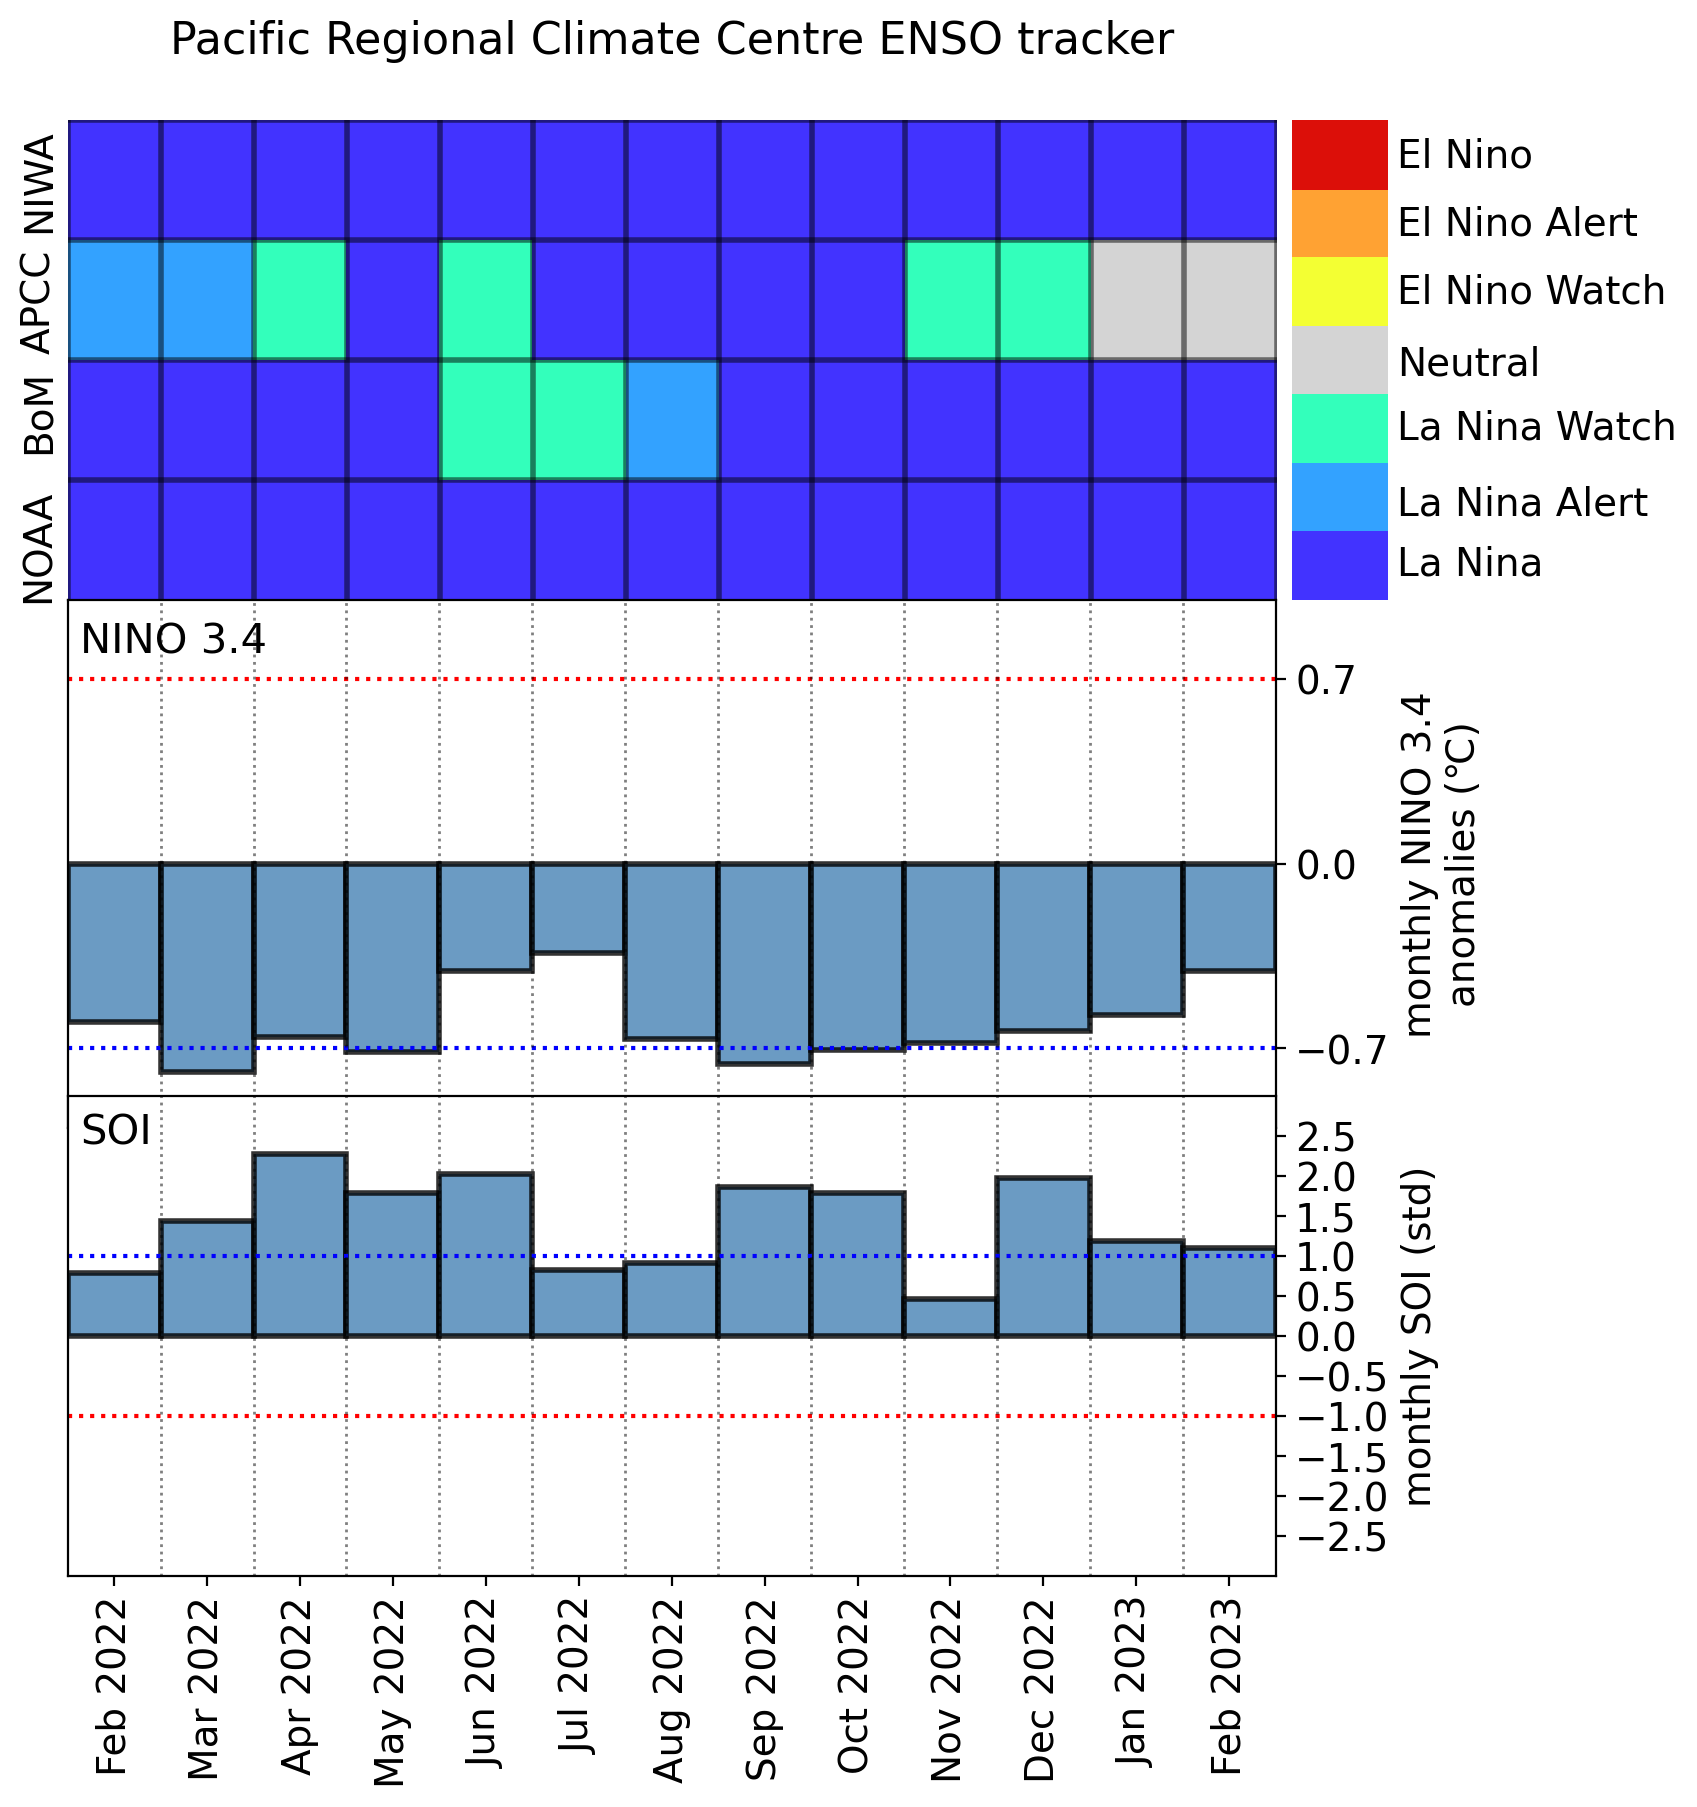 Pacific Regional Climate Centre ENSO tracker
NIWA
APCC
BoM
NOAA
El Nino
El Nino Alert
El Nino Watch
Neutral
La Nina Watch
La Nina Alert
La Nina
NINO 3.4
0.7
0.0
−0.7
monthly NINO 3.4
anomalies (°C)
SOI
2.5
2.0
1.5
1.0
0.5
0.0
−0.5
−1.0
−1.5
−2.0
−2.5
monthly SOI (std)
Feb 2022
Mar 2022
Apr 2022
May 2022
Jun 2022
Jul 2022
Aug 2022
Sep 2022
Oct 2022
Nov 2022
Dec 2022
Jan 2023
Feb 2023